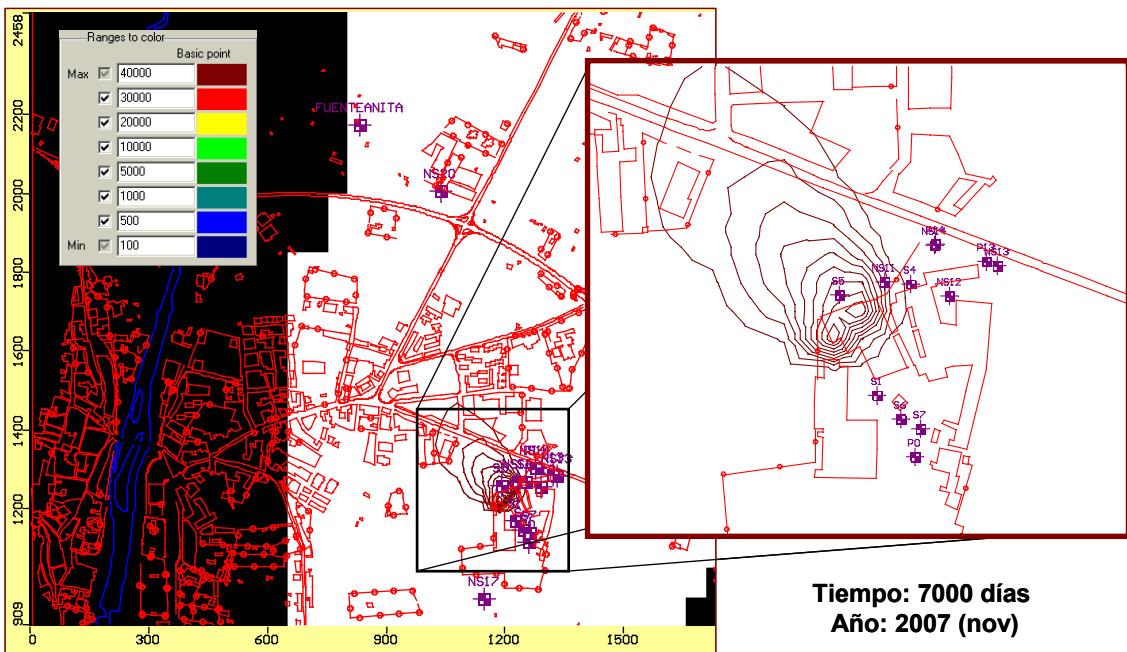 Ranges to color
Basic point
Max 40000
30000
20000
10000
5000
1000
500
Min 100
2458
2200
2000
1800
1600
1400
1200
909
0
300
600
900
1200
1500
FUENTEANITA
NS20
NS17
NS14
P13
NS13
NS11
S4
S5
NS12
S1
S6
S7
P0
Tiempo: 7000 días
Año: 2007 (nov)